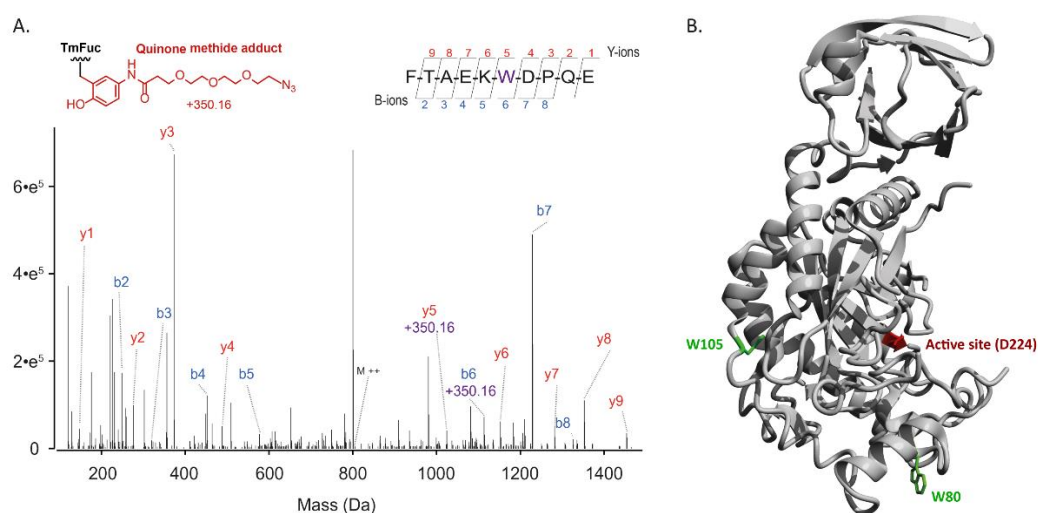 A.
TmFuc
Quinone methide adduct
HO
H
N
O
O
O
O
N3
+350.16
9 8 7 6 5 4 3 2 1 Y-ions
F-T-A-E-K-W-D-P-Q-E
B-ions 2 3 4 5 6 7 8
6•e⁵
4•e⁵
2•e⁵
0
y1
b2
y2
b3
y3
b4
y4
b5
M ++
y5
+350.16
b6
+350.16
y6
b7
y7
b8
y8
y9
200 400 600 800 1000 1200 1400
Mass (Da)
B.
W105
Active site (D224)
W80